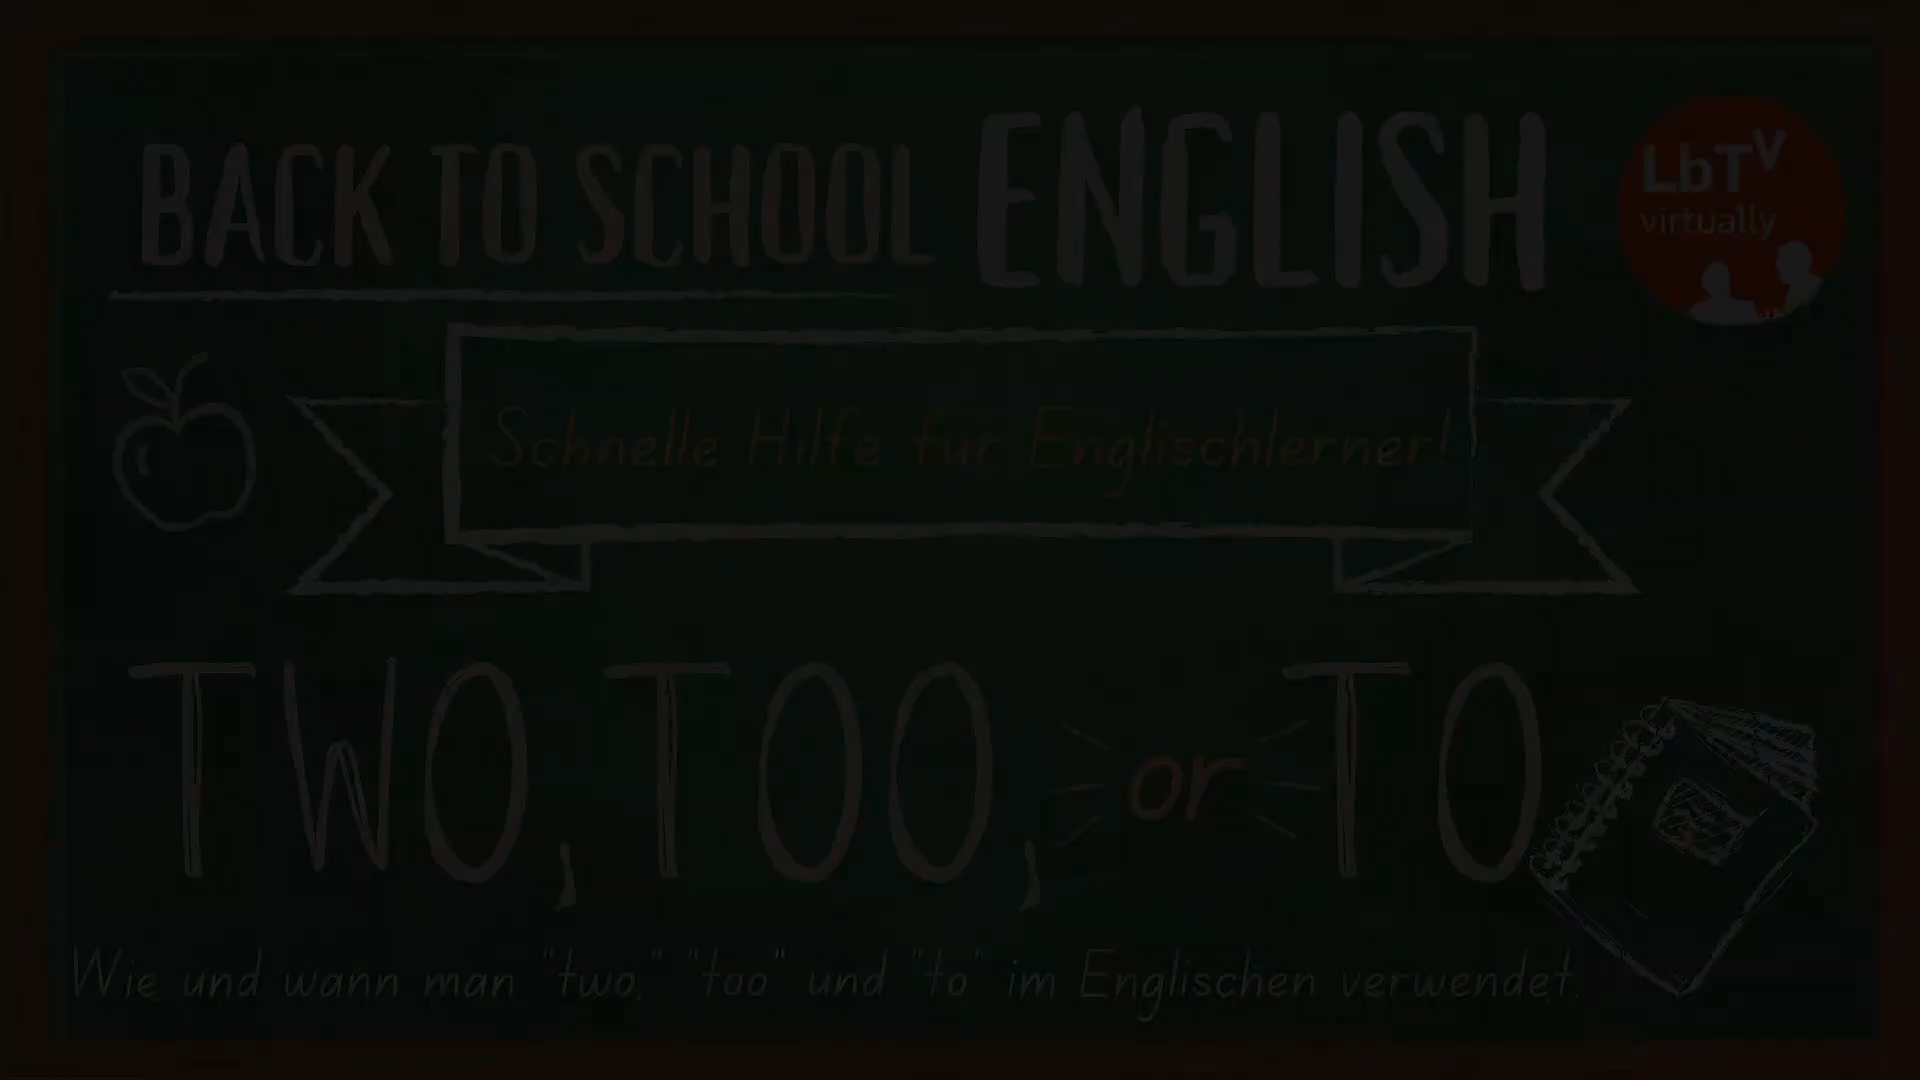 BACK TO SCHOOL ENGLISH
LbTV
virtually
Schnelle Hilfe für Englischlerner!
TWO, TOO, or TO
Wie und wann man "two," "too" und "to" im Englischen verwendet.